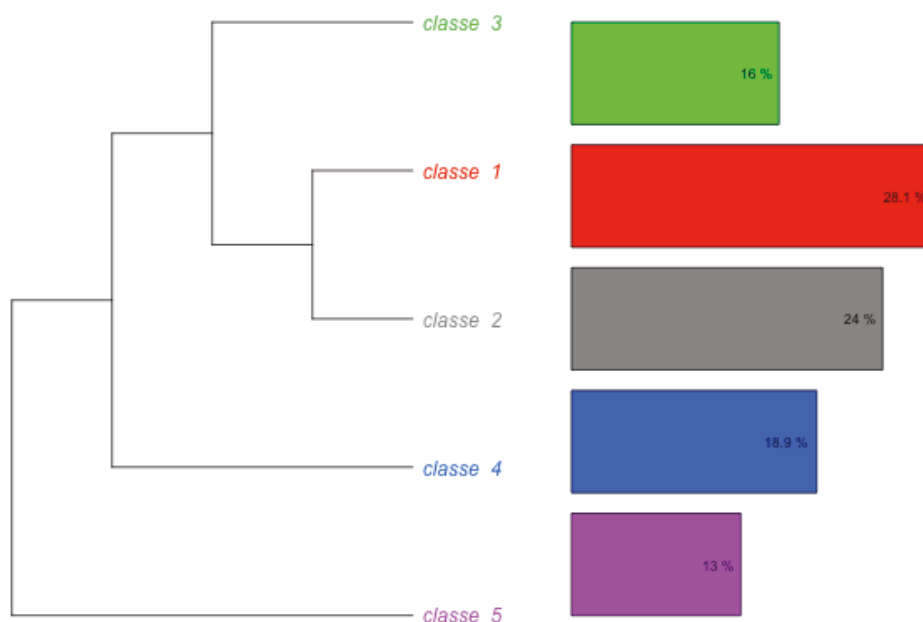 classe 3
16 %
classe 1
28.1 %
classe 2
24 %
classe 4
18.9 %
13 %
classe 5